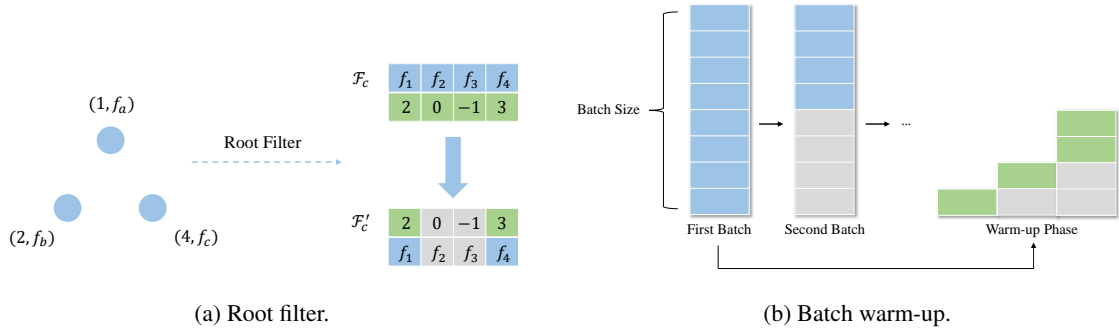 (1, f_a)
(2, f_b)
(4, f_c)
Root Filter
ℱ_c f_1 f_2 f_3 f_4
2 0 −1 3
ℱ_c′ 2 0 −1 3
f_1 f_2 f_3 f_4
(a) Root filter.
Batch Size
...
First Batch
Second Batch
Warm-up Phase
(b) Batch warm-up.